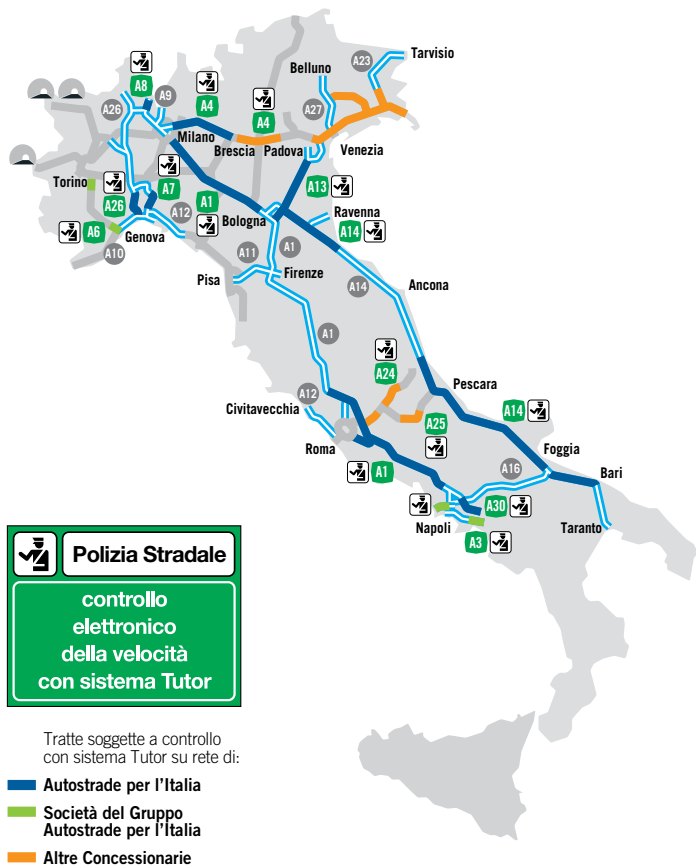 Tarvisio
A23
Belluno
A8
A9
A26
A4
A4
A27
Milano
Brescia
Padova
Venezia
Torino
A26
A7
A1
A13
Ravenna
A14
A6
Genova
A12
Bologna
A10
A11
A1
Pisa
Firenze
A14
Ancona
A1
A24
Pescara
A12
Civitavecchia
A25
A14
Roma
A1
Foggia
A16
Bari
Napoli
A30
Taranto
A3
Polizia Stradale
controllo
elettronico
della velocità
con sistema Tutor
Tratte soggette a controllo
con sistema Tutor su rete di:
Autostrade per l'Italia
Società del Gruppo
Autostrade per l'Italia
Altre Concessionarie